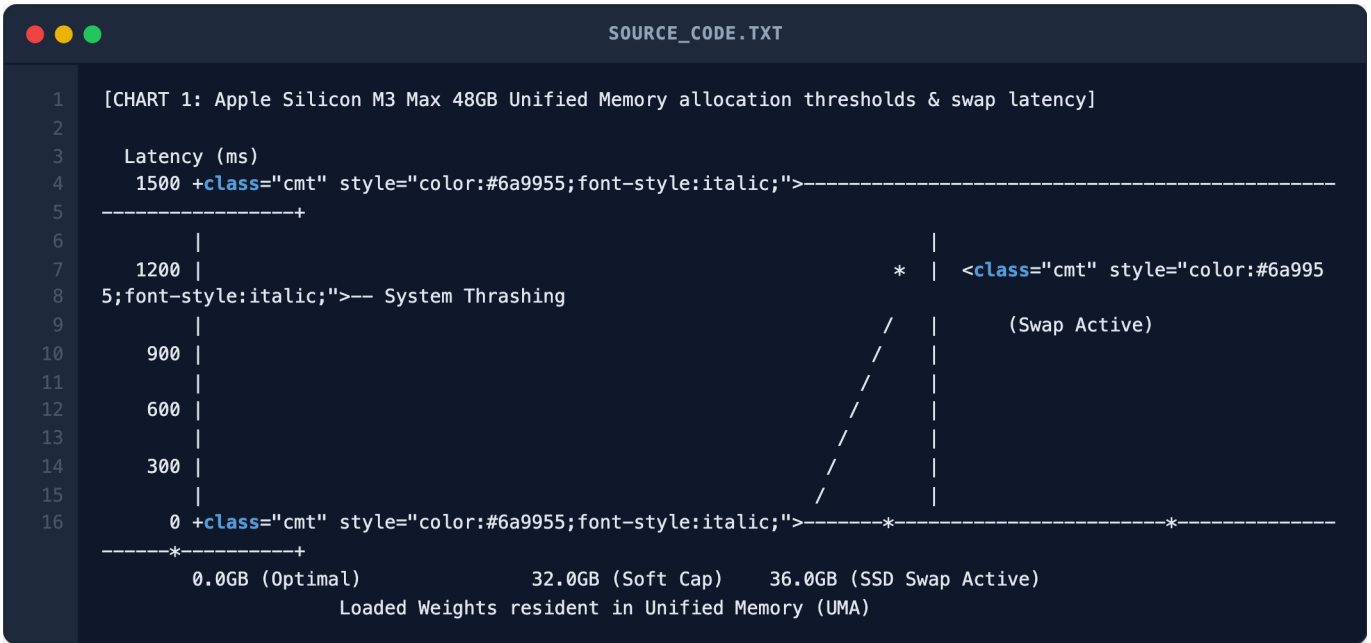 SOURCE_CODE.TXT
1 [CHART 1: Apple Silicon M3 Max 48GB Unified Memory allocation thresholds & swap latency]
2
3   Latency (ms)
4    1500 +class="cmt" style="color:#6a9955;font-style:italic;">-----------------------------------------------
5 -----------------+
6         |                                                                |
7    1200 |                                                             *  |  <class="cmt" style="color:#6a995
8 5;font-style:italic;">-- System Thrashing
9         |                                                            /   |      (Swap Active)
10    900 |                                                           /    |
11        |                                                          /     |
12    600 |                                                         /      |
13        |                                                        /       |
14    300 |                                                       /        |
15        |                                                      /         |
16      0 +class="cmt" style="color:#6a9955;font-style:italic;">-------*------------------------*--------------
------*----------+
        0.0GB (Optimal)               32.0GB (Soft Cap)    36.0GB (SSD Swap Active)
                     Loaded Weights resident in Unified Memory (UMA)